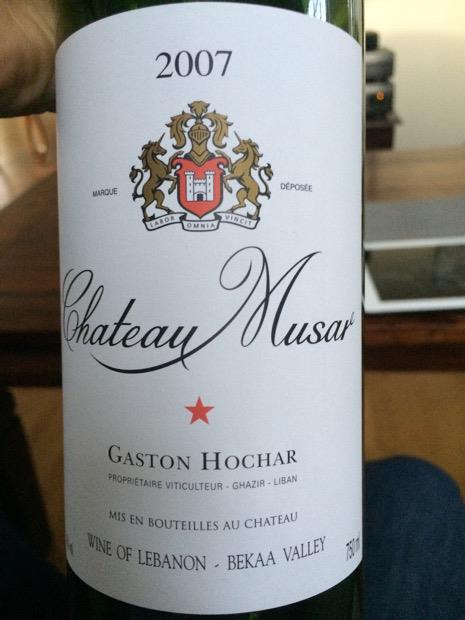 2007
MARQUE DÉPOSÉE
LABOR OMNIA VINCIT
Chateau Musar
GASTON HOCHAR
PROPRIÉTAIRE VITICULTEUR - GHAZIR - LIBAN
MIS EN BOUTEILLES AU CHATEAU
WINE OF LEBANON - BEKAA VALLEY
750 ml